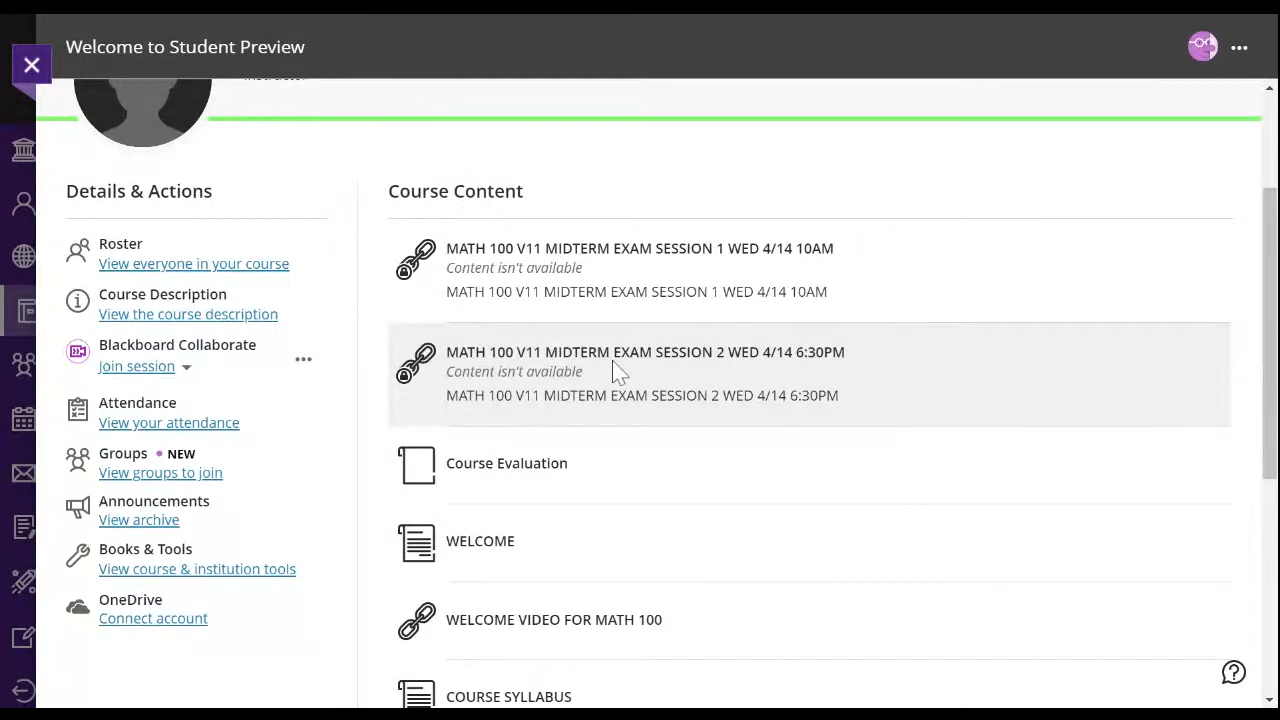 Welcome to Student Preview
Details & Actions
Roster
View everyone in your course
Course Description
View the course description
Blackboard Collaborate
Join session
Attendance
View your attendance
Groups • NEW
View groups to join
Announcements
View archive
Books & Tools
View course & institution tools
OneDrive
Connect account
Course Content
MATH 100 V11 MIDTERM EXAM SESSION 1 WED 4/14 10AM
Content isn't available
MATH 100 V11 MIDTERM EXAM SESSION 1 WED 4/14 10AM
MATH 100 V11 MIDTERM EXAM SESSION 2 WED 4/14 6:30PM
Content isn't available
MATH 100 V11 MIDTERM EXAM SESSION 2 WED 4/14 6:30PM
Course Evaluation
WELCOME
WELCOME VIDEO FOR MATH 100
COURSE SYLLABUS